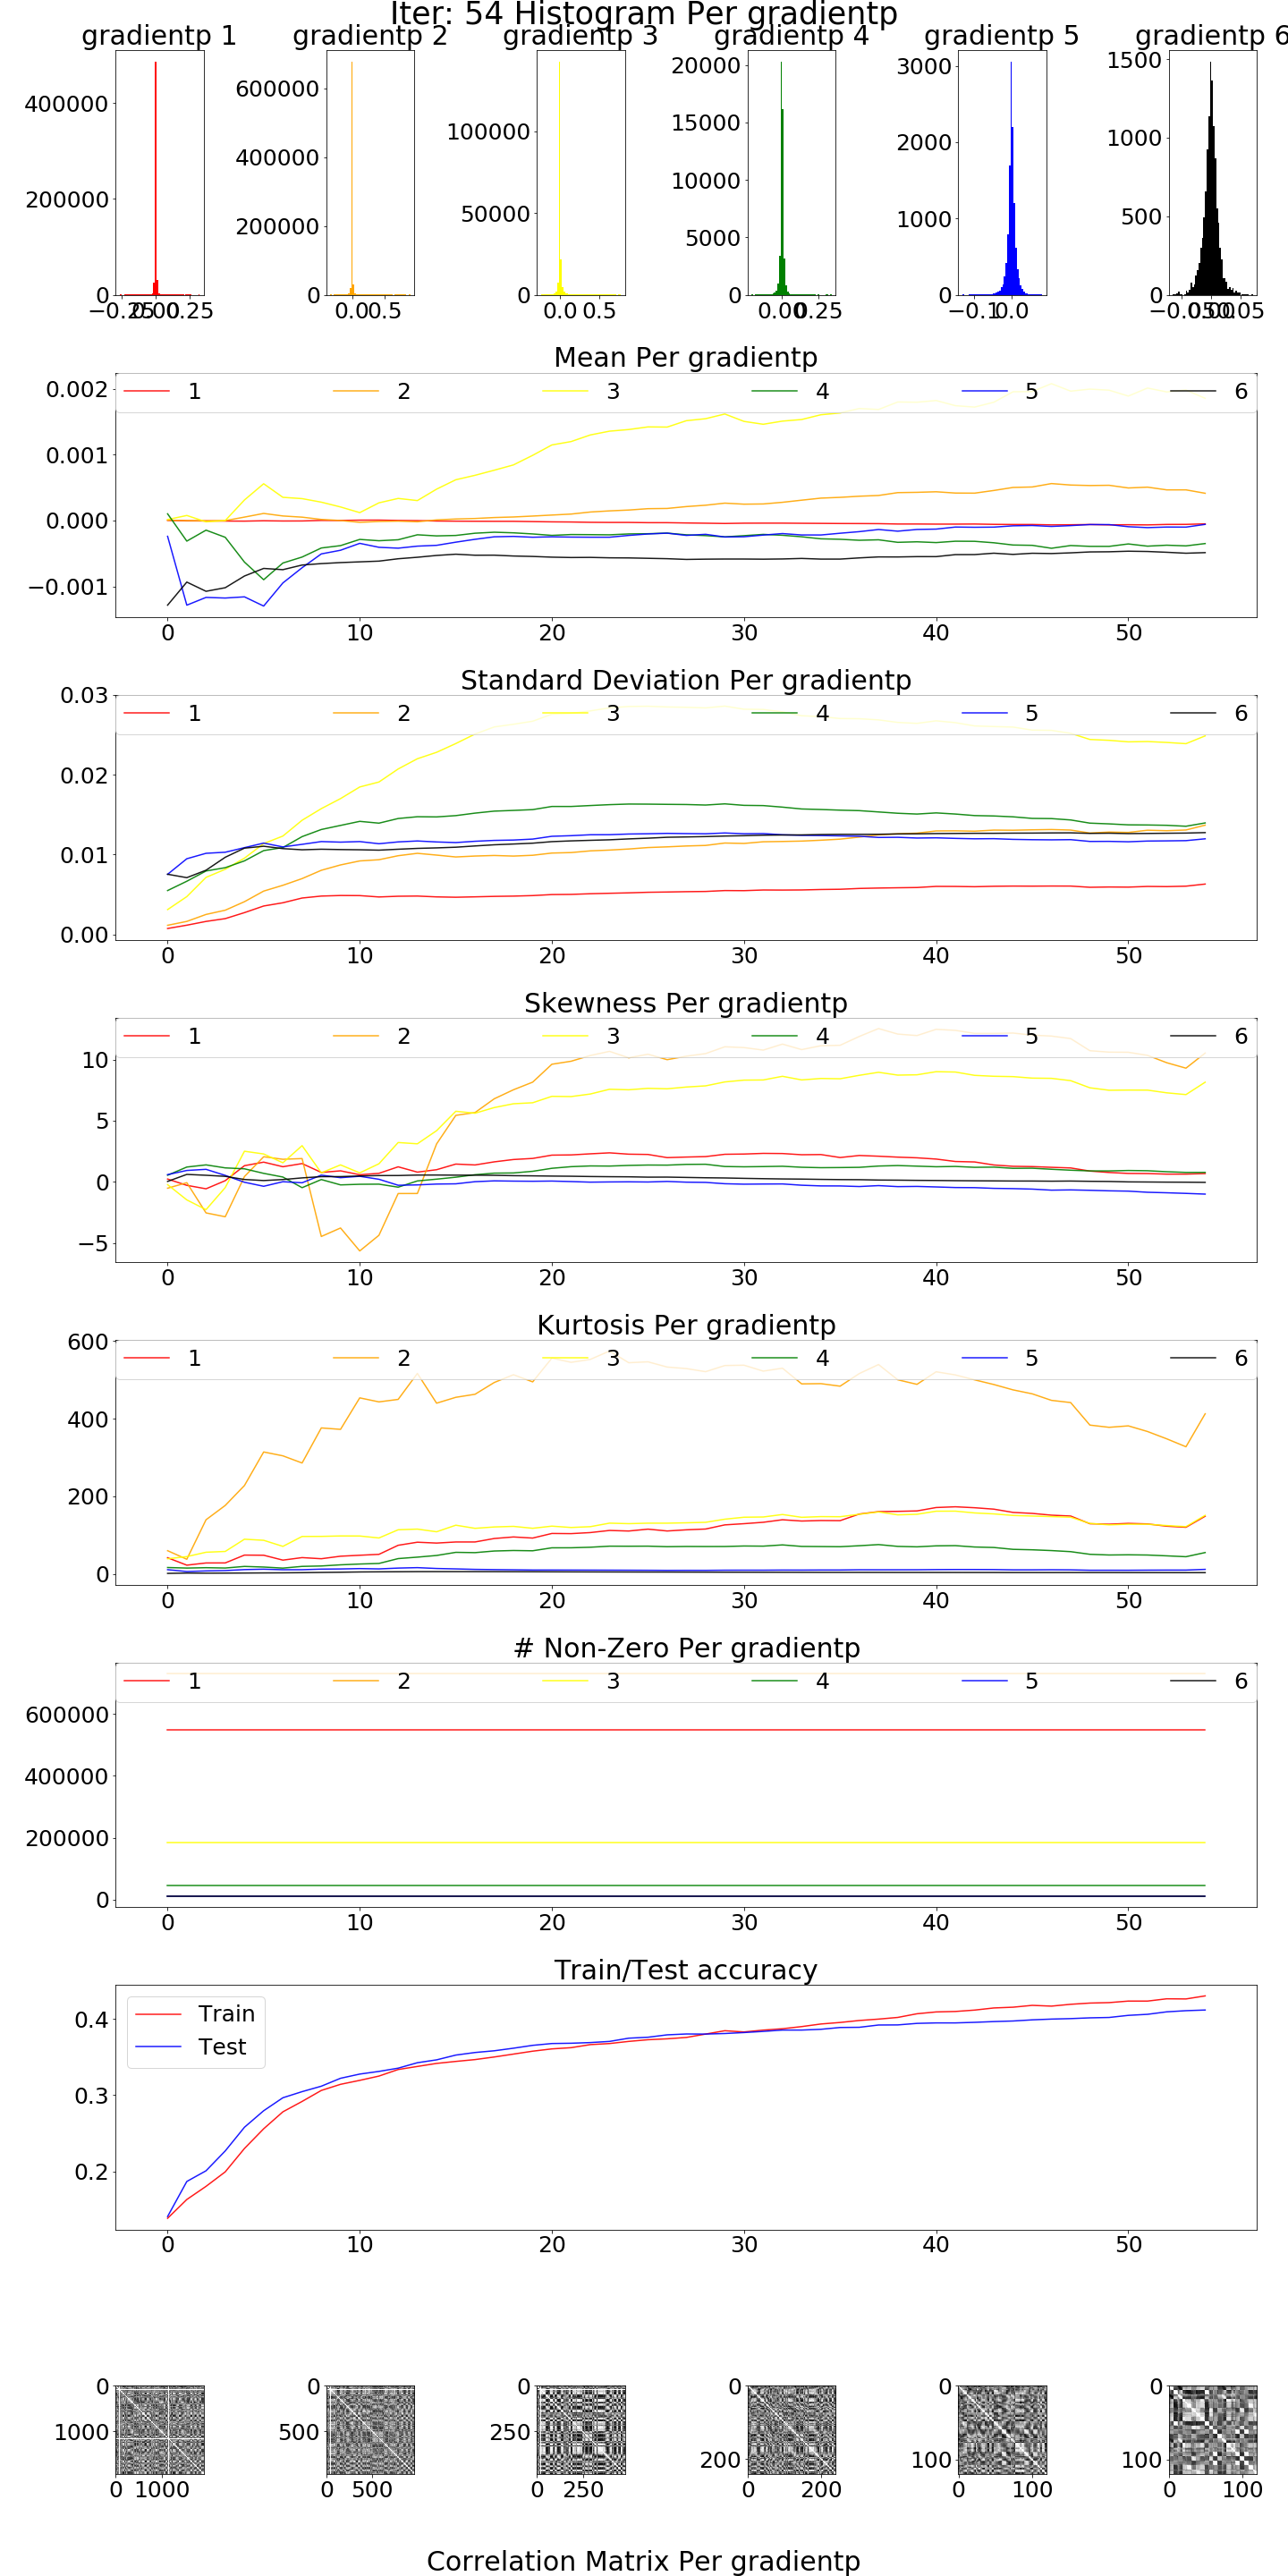 Iter: 54 Histogram Per gradientp
gradientp 1 gradientp 2 gradientp 3 gradientp 4 gradientp 5 gradientp 6
400000 200000 0
−0.25 0.00 0.25
600000 400000 200000 0
0.0 0.5
100000 50000 0
0.0 0.5
20000 15000 10000 5000 0
0.00 0.25
3000 2000 1000 0
−0.1 0.0
1500 1000 500 0
−0.05 0.00 0.05
Mean Per gradientp
1 2 3 4 5 6
0.002
0.001
0.000
−0.001
0 10 20 30 40 50
Standard Deviation Per gradientp
1 2 3 4 5 6
0.03
0.02
0.01
0.00
0 10 20 30 40 50
Skewness Per gradientp
1 2 3 4 5 6
10
5
0
−5
0 10 20 30 40 50
Kurtosis Per gradientp
1 2 3 4 5 6
600
400
200
0
0 10 20 30 40 50
# Non-Zero Per gradientp
1 2 3 4 5 6
600000
400000
200000
0
0 10 20 30 40 50
Train/Test accuracy
Train
Test
0.4
0.3
0.2
0 10 20 30 40 50
0 1000
0 1000
0 500
0 500
0 250
0 250
0 200
0 200
0 100
0 100
0 100
0 100
Correlation Matrix Per gradientp